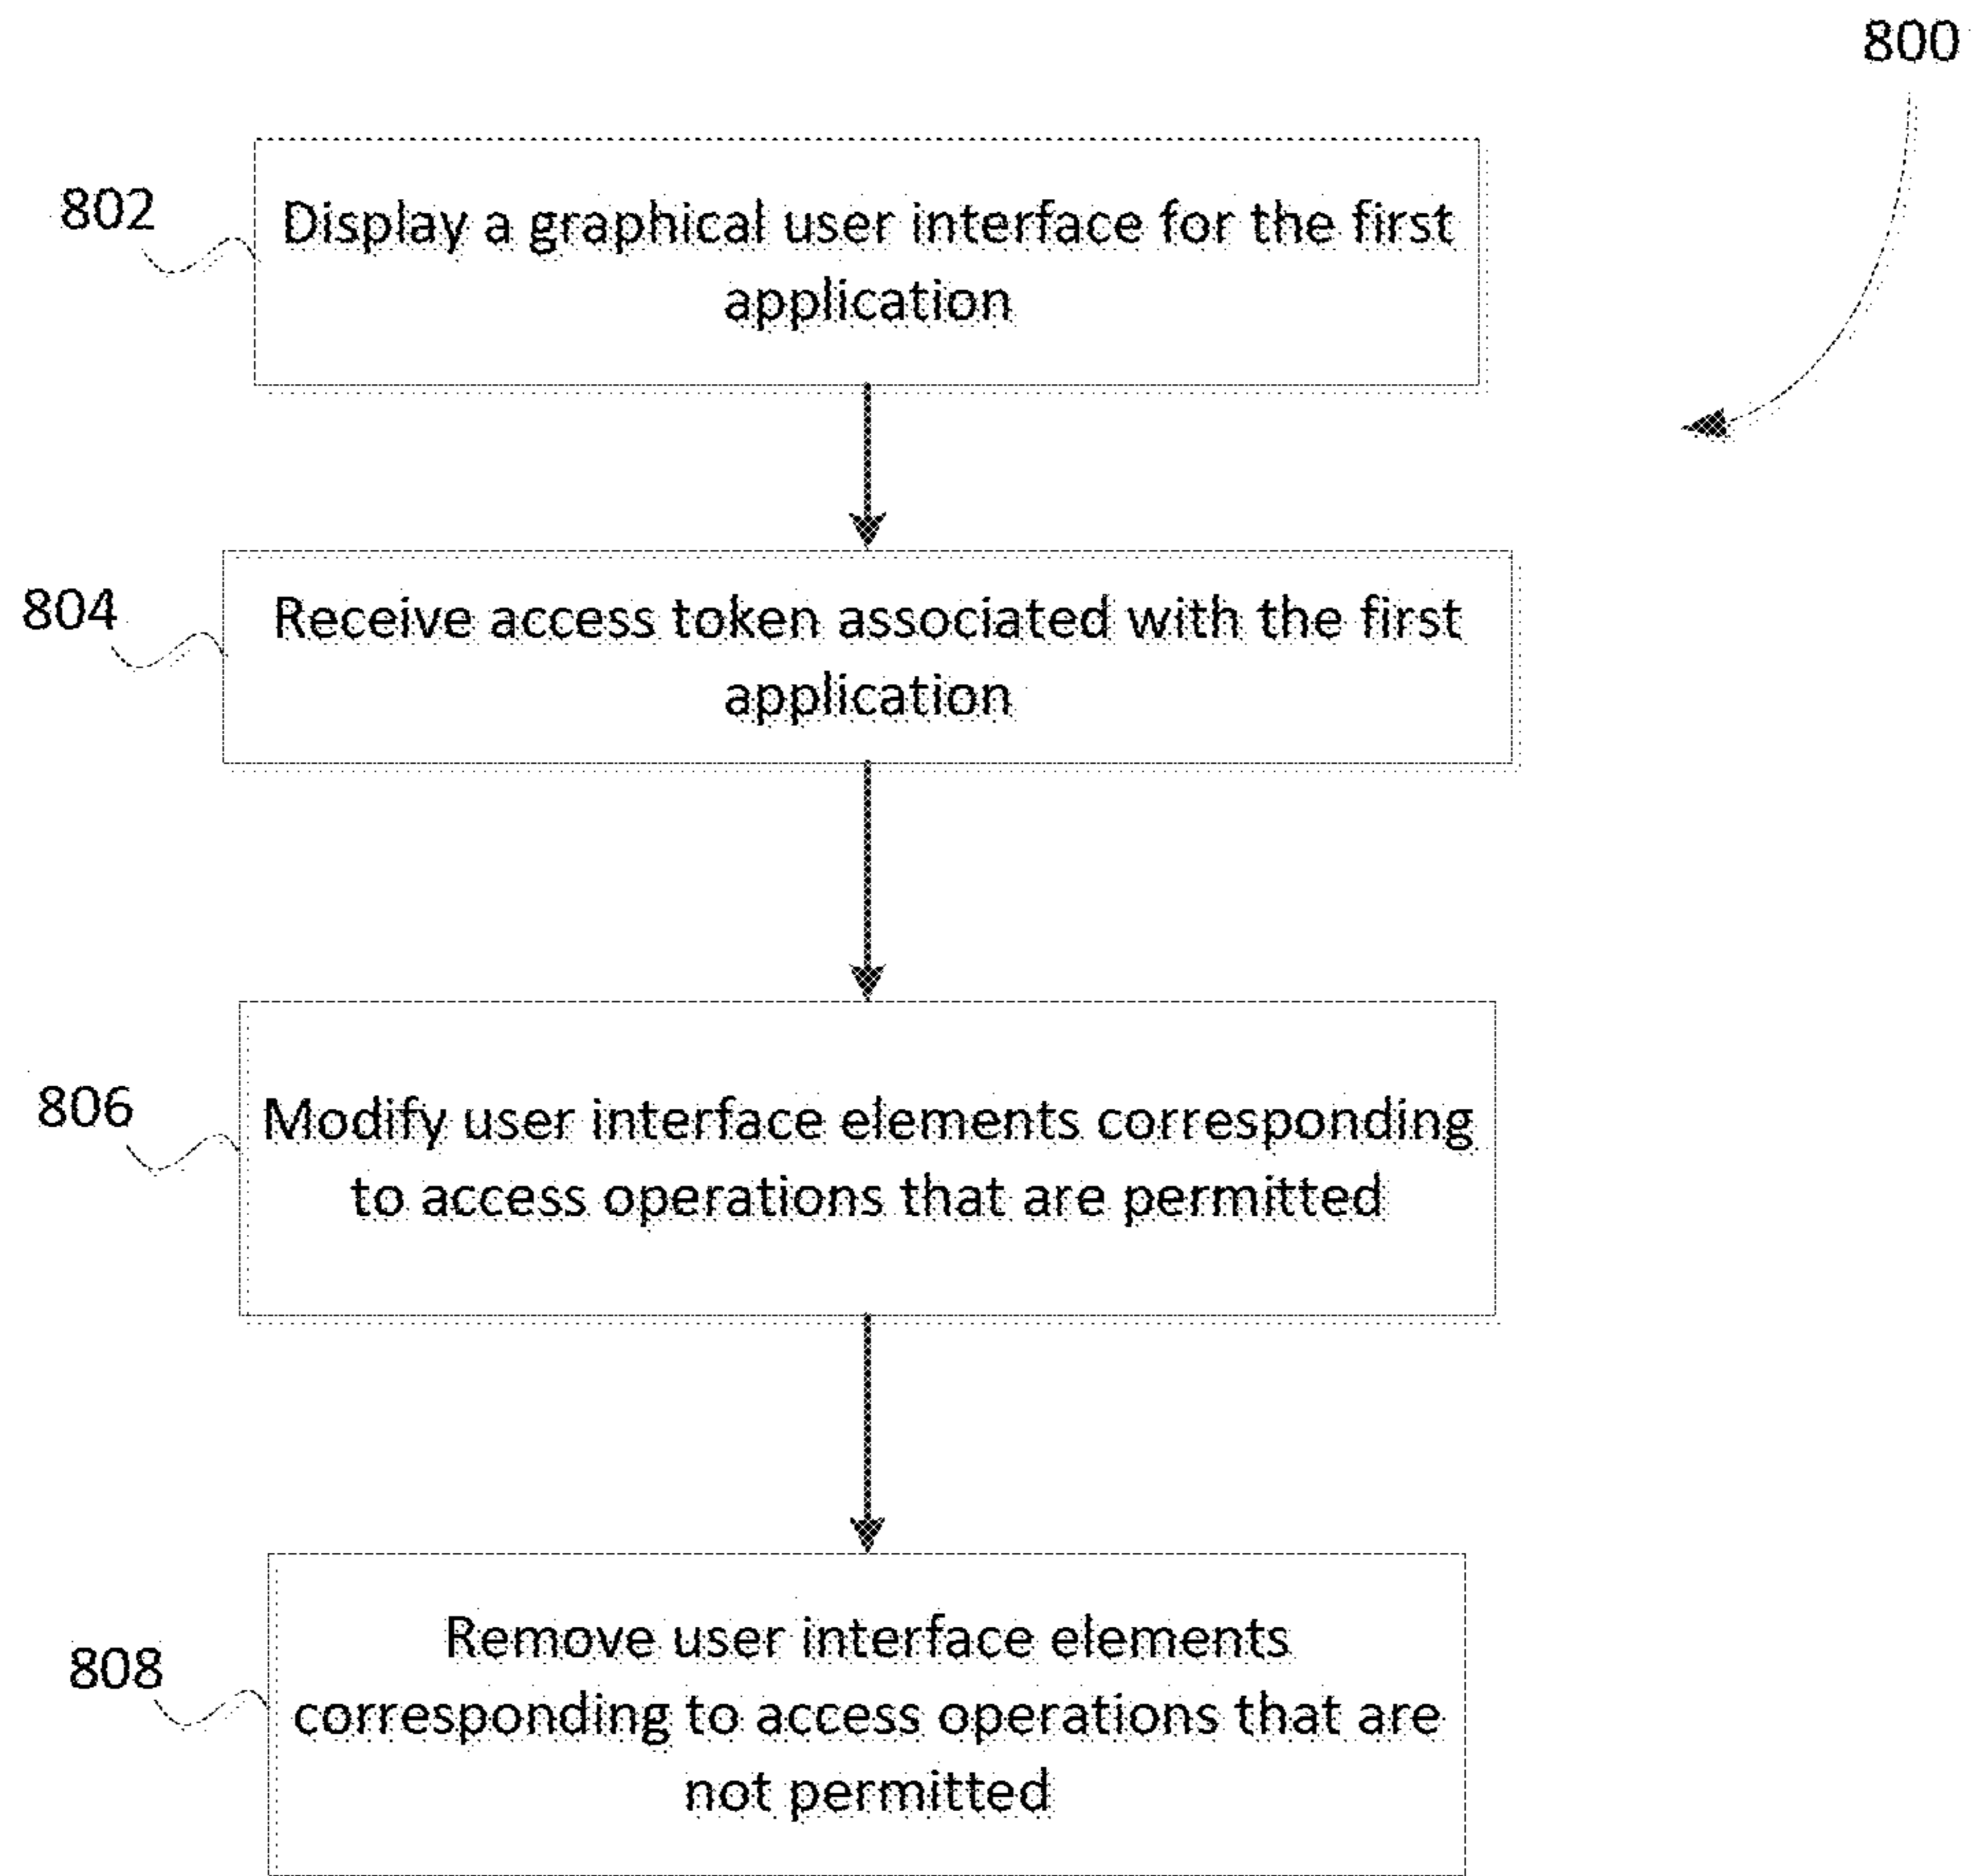 800
802
Display a graphical user interface for the first
application
804
Receive access token associated with the first
application
806
Modify user interface elements corresponding
to access operations that are permitted
808
Remove user interface elements
corresponding to access operations that are
not permitted